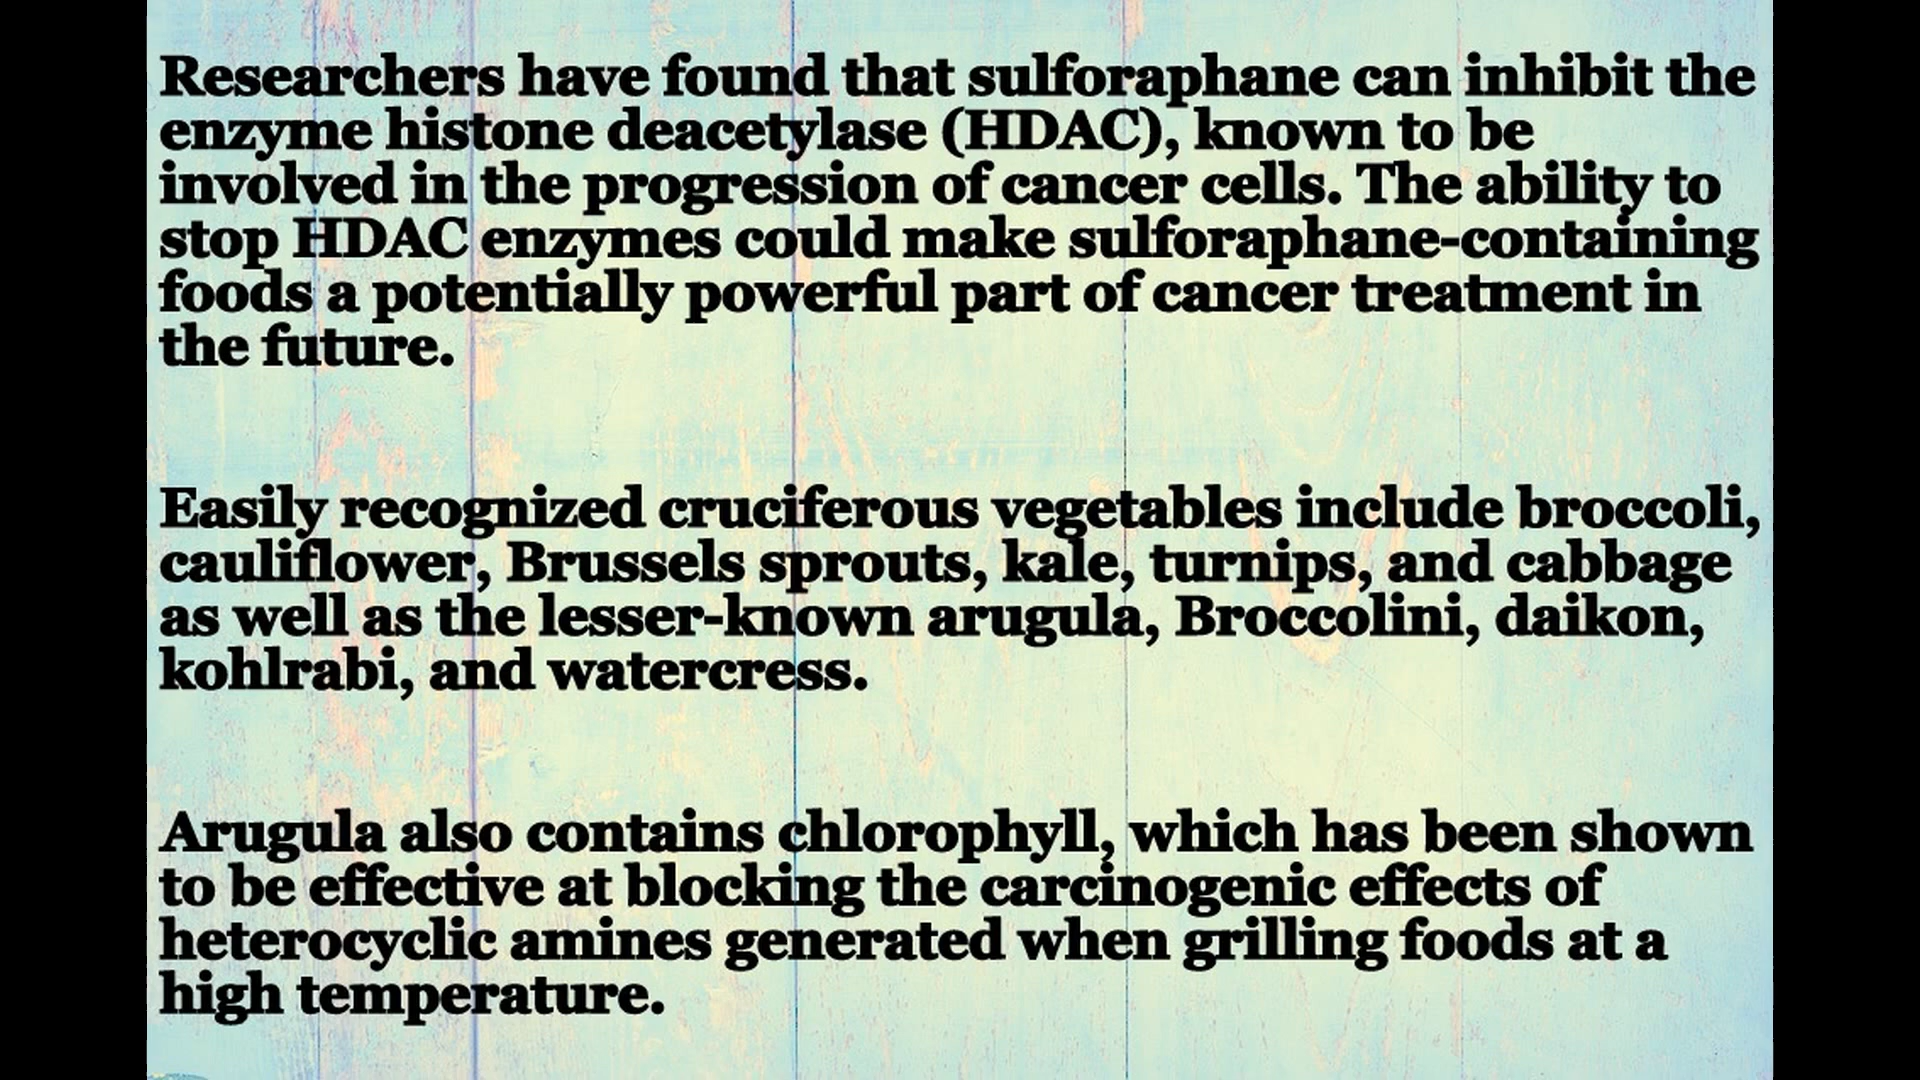 Researchers have found that sulforaphane can inhibit the
enzyme histone deacetylase (HDAC), known to be
involved in the progression of cancer cells. The ability to
stop HDAC enzymes could make sulforaphane-containing
foods a potentially powerful part of cancer treatment in
the future.
Easily recognized cruciferous vegetables include broccoli,
cauliflower, Brussels sprouts, kale, turnips, and cabbage
as well as the lesser-known arugula, Broccolini, daikon,
kohlrabi, and watercress.
Arugula also contains chlorophyll, which has been shown
to be effective at blocking the carcinogenic effects of
heterocyclic amines generated when grilling foods at a
high temperature.